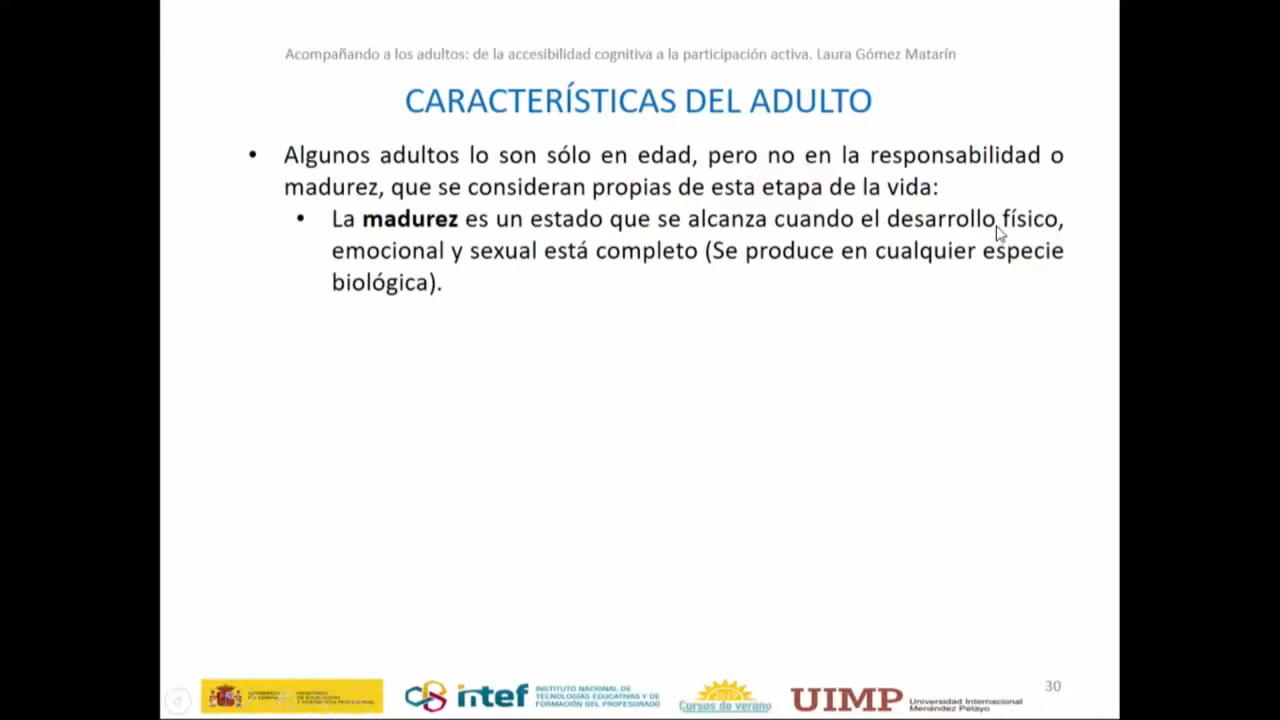 Acompañando a los adultos: de la accesibilidad cognitiva a la participación activa. Laura Gómez Matarín
CARACTERÍSTICAS DEL ADULTO
• Algunos adultos lo son sólo en edad, pero no en la responsabilidad o
madurez, que se consideran propias de esta etapa de la vida:
• La madurez es un estado que se alcanza cuando el desarrollo físico,
emocional y sexual está completo (Se produce en cualquier especie
biológica).
intef
INSTITUTO NACIONAL DE
TECNOLOGÍAS EDUCATIVAS Y DE
FORMACIÓN DEL PROFESORADO
Cursos de verano
UIMP
Universidad Internacional
Menéndez Pelayo
30